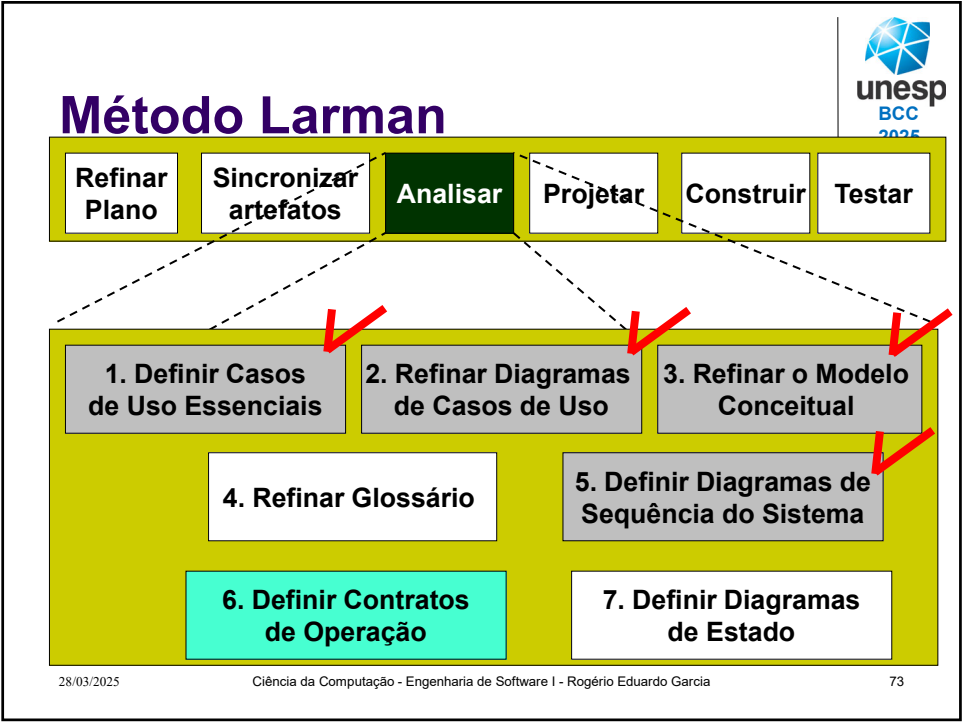 unesp
BCC
2025
Método Larman
Refinar
Plano
Sincronizar
artefatos
Analisar
Projetar
Construir
Testar
1. Definir Casos
de Uso Essenciais
2. Refinar Diagramas
de Casos de Uso
3. Refinar o Modelo
Conceitual
4. Refinar Glossário
5. Definir Diagramas de
Sequência do Sistema
6. Definir Contratos
de Operação
7. Definir Diagramas
de Estado
28/03/2025
Ciência da Computação - Engenharia de Software I - Rogério Eduardo Garcia
73